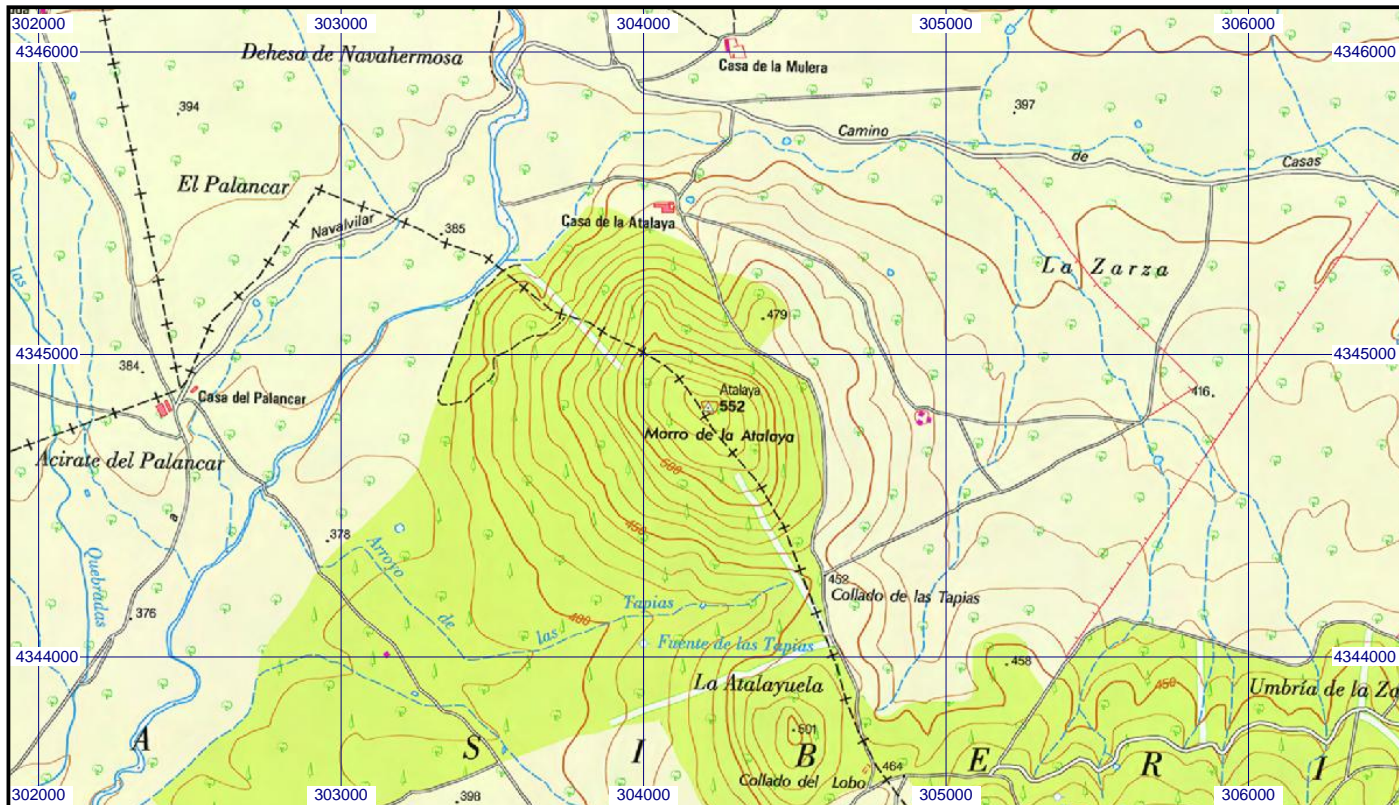 302000 303000 304000 305000 306000
4346000 4346000
Dehesa de Navahermosa
Casa de la Mulera
394
397
Camino de Casas
El Palancar
Navalvilar
385
Casa de la Atalaya
las
La Zarza
479
4345000 4345000
384
Casa del Palancar
Atalaya
552
416
Morro de la Atalaya
Acirate del Palancar
500
a
450
378
Arroyo de las Tapias
Quebradas
452
Collado de las Tapias
376
400
Fuente de las Tapias
4344000 4344000
458
La Atalayuela
450
Umbría de la Za
501
A S I B E R I
464
Collado del Lobo
398
302000 303000 304000 305000 306000